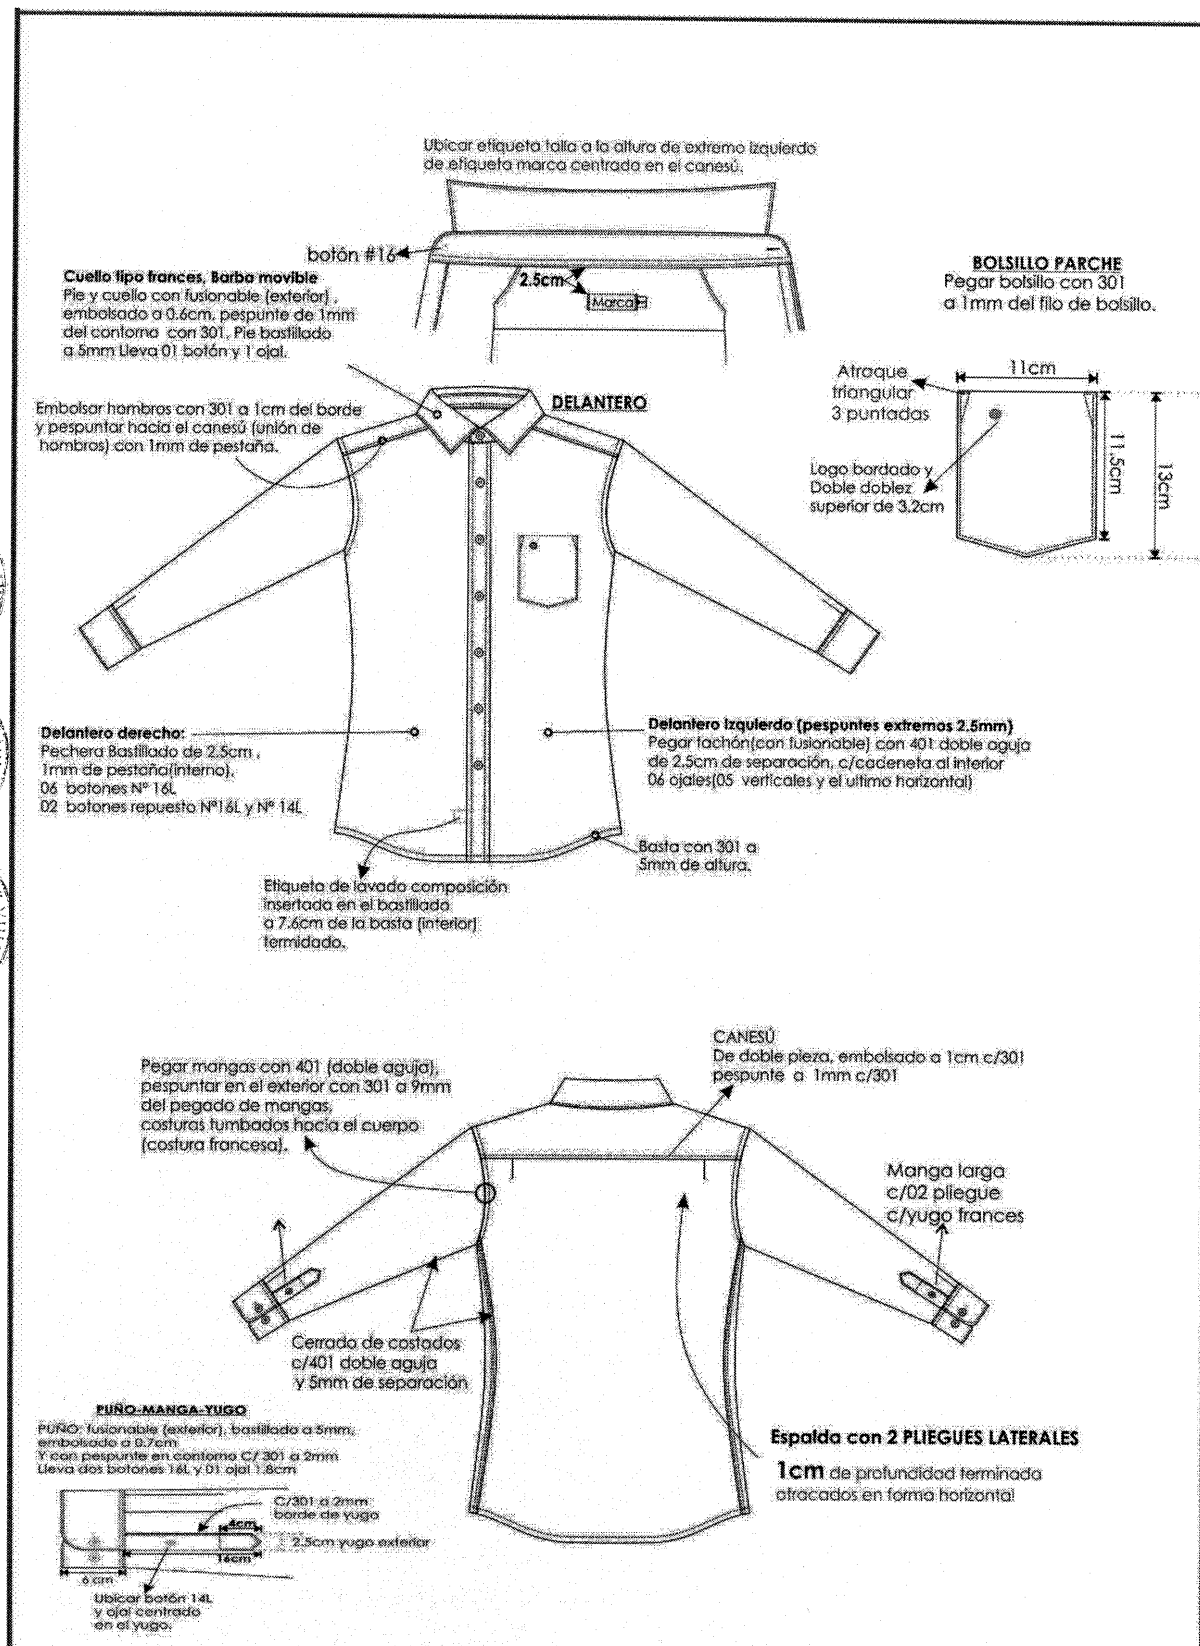 Ubicar etiqueta talla a la altura de extremo izquierdo
de etiqueta marca centrada en el canesú.
botón #16
2.5cm
Marca
Cuello tipo frances, Barba movible
Pie y cuello con fusionable (exterior),
embolsado a 0.6cm, pespunte de 1mm
del contorno con 301, Pie bastillado
a 5mm Lleva 01 botón y 1 ojal.
BOLSILLO PARCHE
Pegar bolsillo con 301
a 1mm del filo de bolsillo.
Atraque
triangular
3 puntadas
11cm
11.5cm
13cm
Logo bordado y
Doble doblez
superior de 3.2cm
Embolsar hombros con 301 a 1cm del borde
y pespuntar hacia el canesú (unión de
hombros) con 1mm de pestaña.
DELANTERO
Delantero derecho:
Pechera Bastillado de 2.5cm,
1mm de pestaña(interno).
06 botones N° 16L
02 botones repuesto N°16L y N° 14L
Delantero Izquierdo (pespuntes extremos 2.5mm)
Pegar tachón(con fusionable) con 401 doble aguja
de 2.5cm de separación, c/cadeneta al interior
06 ojales(05 verticales y el ultimo horizontal)
Basta con 301 a
5mm de altura.
Etiqueta de lavado composición
insertada en el bastillado
a 7.6cm de la basta (interior)
termidado.
Pegar mangas con 401 (doble aguja),
pespuntar en el exterior con 301 a 9mm
del pegado de mangas,
costuras tumbados hacia el cuerpo
(costura francesa).
CANESÚ
De doble pieza, embolsado a 1cm c/301
pespunte a 1mm c/301
Manga larga
c/02 pliegue
c/yugo frances
Cerrado de costados
c/401 doble aguja
y 5mm de separación
Espalda con 2 PLIEGUES LATERALES
1cm de profundidad terminada
atracados en forma horizontal
PUÑO-MANGA-YUGO
PUÑO: fusionable (exterior), bastillado a 5mm,
embolsado a 0.7cm
Y con pespunte en contorno C/ 301 a 2mm
Lleva dos botones 16L y 01 ojal 1.8cm
C/301 a 2mm
borde de yugo
4cm
2.5cm yugo exterior
16cm
6 cm
Ubicar botón 14L
y ojal centrado
en el yugo.